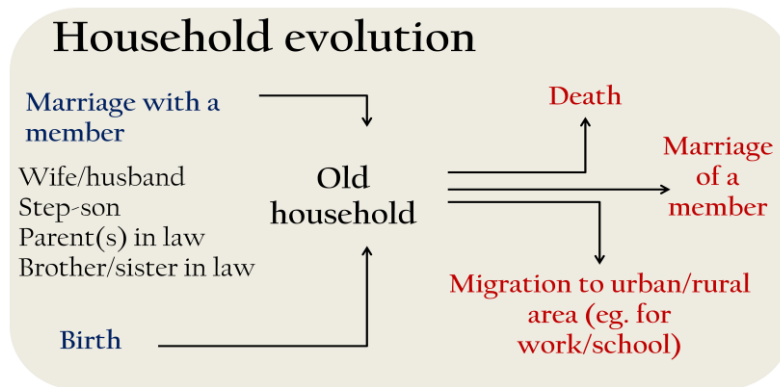 Household evolution
Marriage with a
member
Wife/husband
Step-son
Parent(s) in law
Brother/sister in law
Birth
Old
household
Death
Marriage
of a
member
Migration to urban/rural
area (eg. for
work/school)